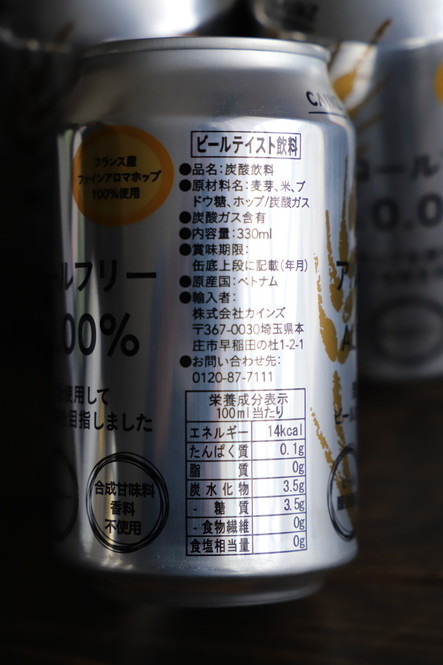 CAIN
フランス産
ファインアロマホップ
100%使用
ルフリー
.00%
使用して
を目指しました
合成甘味料
香料
不使用
ビールテイスト飲料
●品名：炭酸飲料
●原材料名：麦芽、米、ブ
ドウ糖、ホップ/炭酸ガス
●炭酸ガス含有
●内容量：330ml
●賞味期限：
缶底上段に記載(年月)
●原産国：ベトナム
●輸入者：
株式会社カインズ
〒367-0030埼玉県本
庄市早稲田の杜1-2-1
●お問い合わせ先：
0120-87-7111
栄養成分表示
100ml当たり
エネルギー 14kcal
たんぱく質 0.1g
脂質 0g
炭水化物 3.5g
- 糖質 3.5g
- 食物繊維 0g
食塩相当量 0g